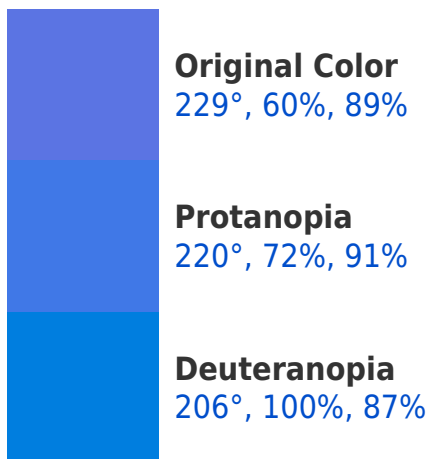 Original Color
229°, 60%, 89%
Protanopia
220°, 72%, 91%
Deuteranopia
206°, 100%, 87%